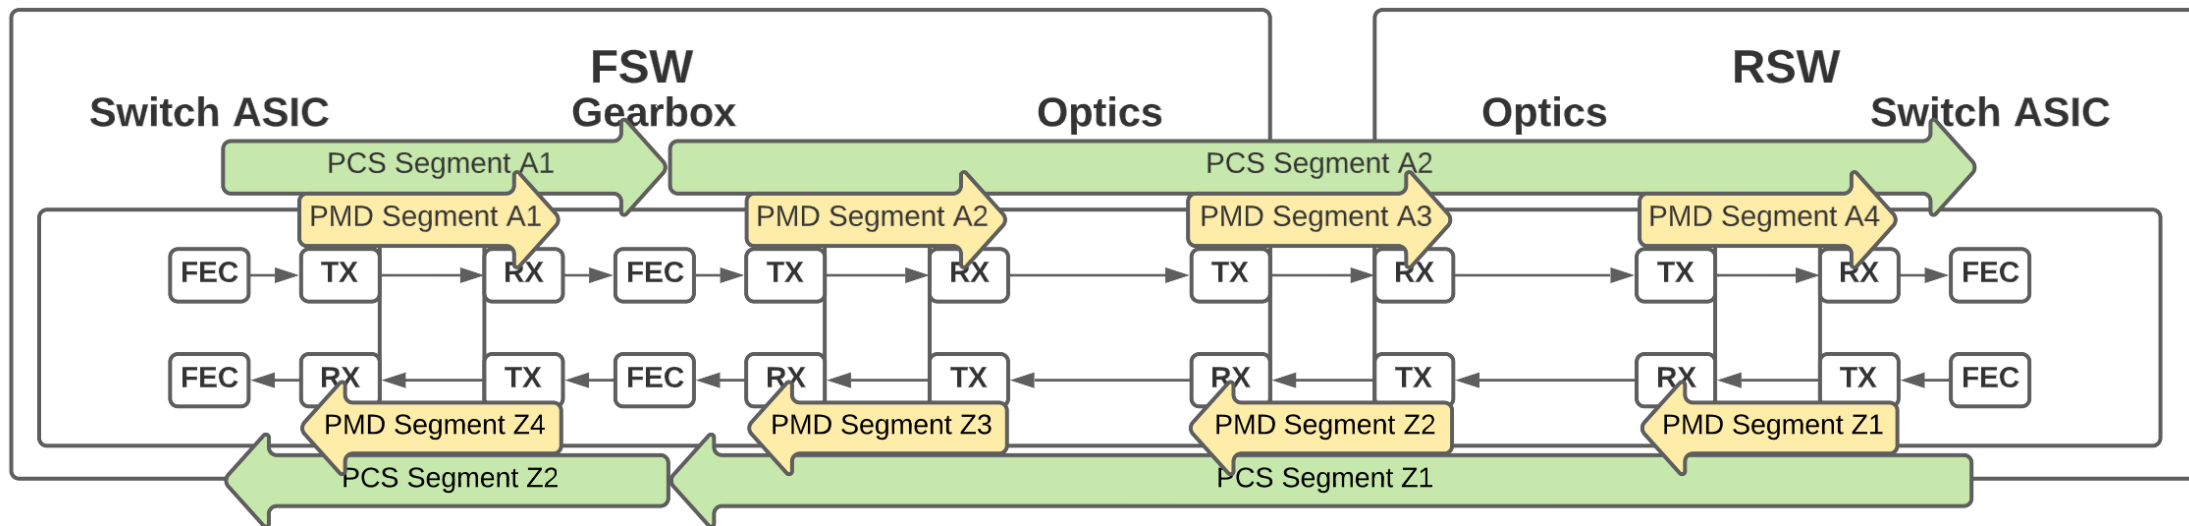 FSW
RSW
Switch ASIC
Gearbox
Optics
Optics
Switch ASIC
PCS Segment A1
PCS Segment A2
PMD Segment A1
PMD Segment A2
PMD Segment A3
PMD Segment A4
FEC
TX
RX
FEC
TX
RX
TX
RX
TX
RX
FEC
FEC
RX
TX
FEC
RX
TX
RX
TX
RX
TX
FEC
PMD Segment Z4
PMD Segment Z3
PMD Segment Z2
PMD Segment Z1
PCS Segment Z2
PCS Segment Z1